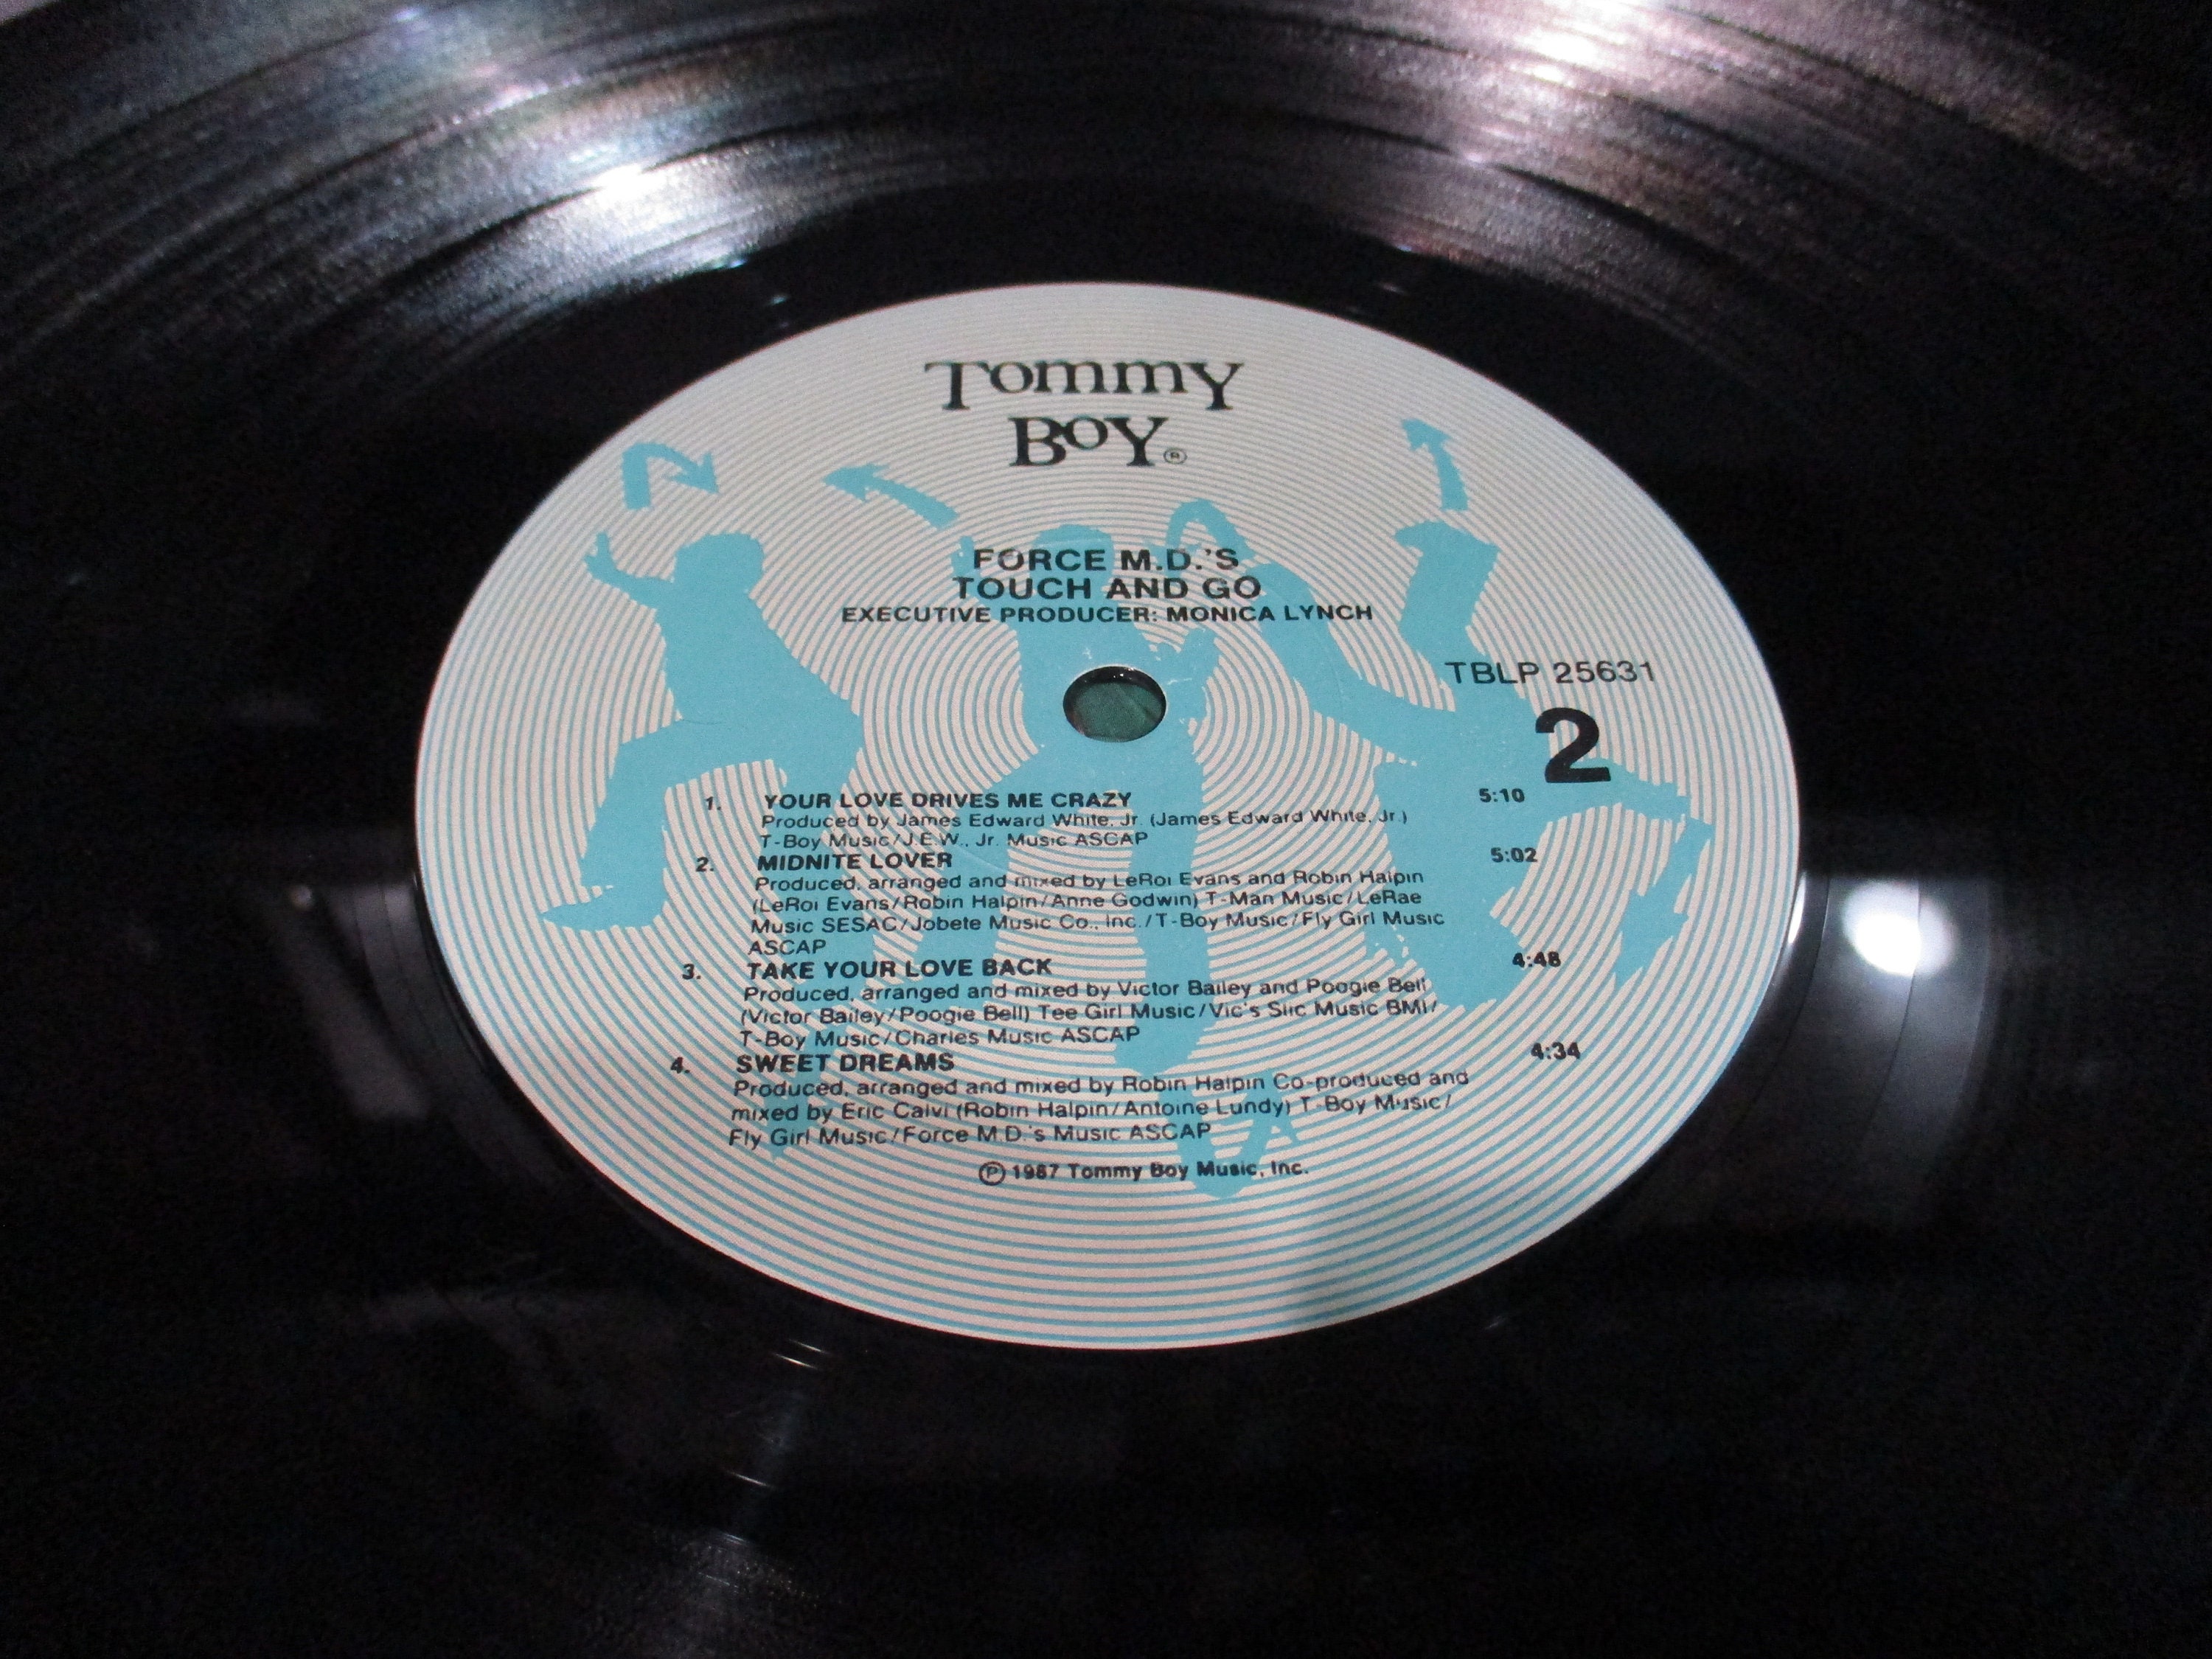 Tommy
Boy®
FORCE M.D.'S
TOUCH AND GO
EXECUTIVE PRODUCER: MONICA LYNCH
TBLP 25631
2
1. YOUR LOVE DRIVES ME CRAZY 5:10
Produced by James Edward White, Jr. (James Edward White, Jr.)
T-Boy Music/J.E.W., Jr. Music ASCAP
2. MIDNITE LOVER 5:02
Produced, arranged and mixed by LeRoi Evans and Robin Halpin
(LeRoi Evans/Robin Halpin/Anne Godwin) T-Man Music/LeRae
Music SESAC/Jobete Music Co., Inc./T-Boy Music/Fly Girl Music
ASCAP
3. TAKE YOUR LOVE BACK 4:48
Produced, arranged and mixed by Victor Bailey and Poogie Bell
(Victor Bailey/Poogie Bell) Tee Girl Music/Vic's Slic Music BMI/
T-Boy Music/Charles Music ASCAP
4. SWEET DREAMS 4:34
Produced, arranged and mixed by Robin Halpin Co-produced and
mixed by Eric Calvi (Robin Halpin/Antoine Lundy) T-Boy Music/
Fly Girl Music/Force M.D.'s Music ASCAP
℗ 1987 Tommy Boy Music, Inc.